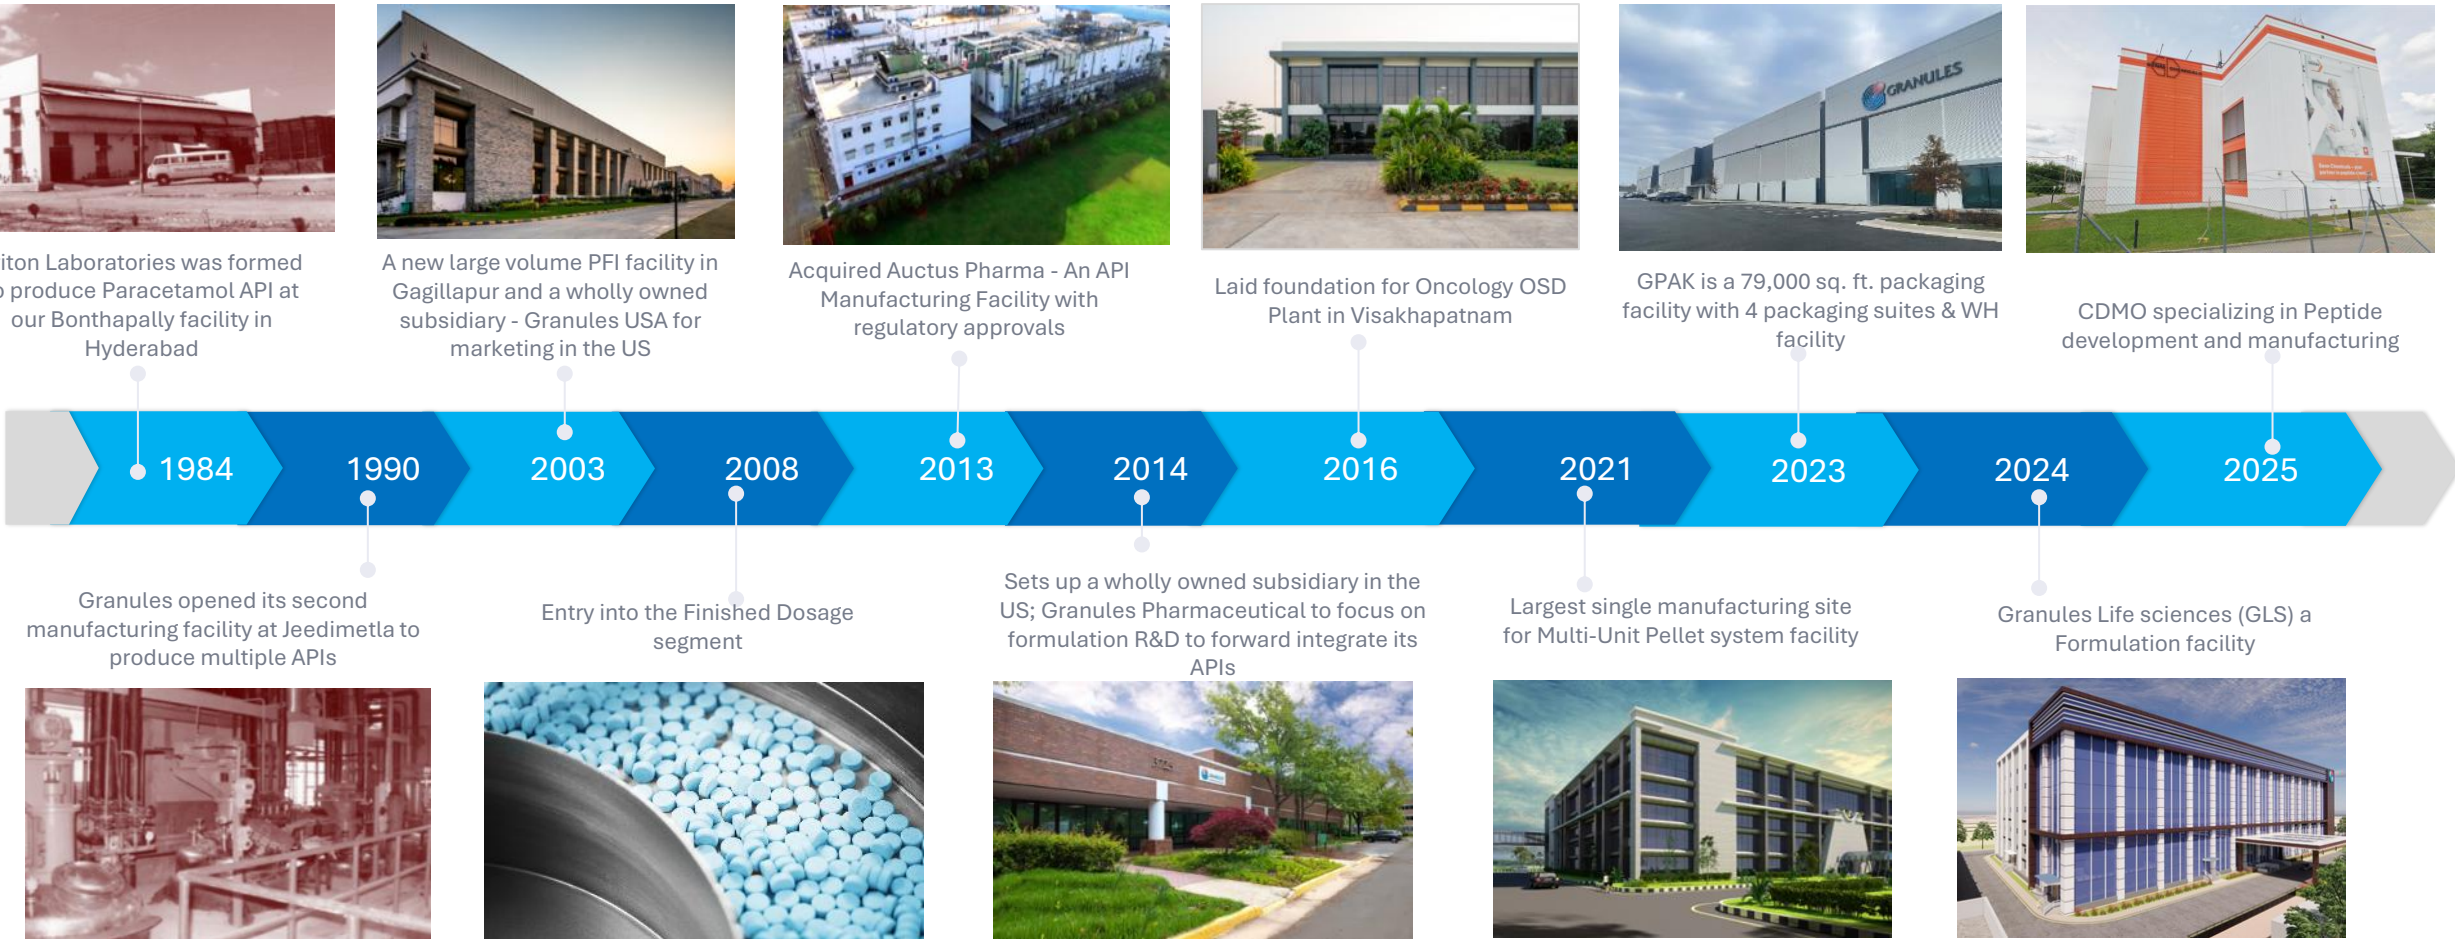 GRANULES
iton Laboratories was formed
o produce Paracetamol API at
our Bonthapally facility in
Hyderabad
A new large volume PFI facility in
Gagillapur and a wholly owned
subsidiary - Granules USA for
marketing in the US
Acquired Auctus Pharma - An API
Manufacturing Facility with
regulatory approvals
Laid foundation for Oncology OSD
Plant in Visakhapatnam
GPAK is a 79,000 sq. ft. packaging
facility with 4 packaging suites & WH
facility
CDMO specializing in Peptide
development and manufacturing
1984
1990
2003
2008
2013
2014
2016
2021
2023
2024
2025
Granules opened its second
manufacturing facility at Jeedimetla to
produce multiple APIs
Entry into the Finished Dosage
segment
Sets up a wholly owned subsidiary in the
US; Granules Pharmaceutical to focus on
formulation R&D to forward integrate its
APIs
Largest single manufacturing site
for Multi-Unit Pellet system facility
Granules Life sciences (GLS) a
Formulation facility